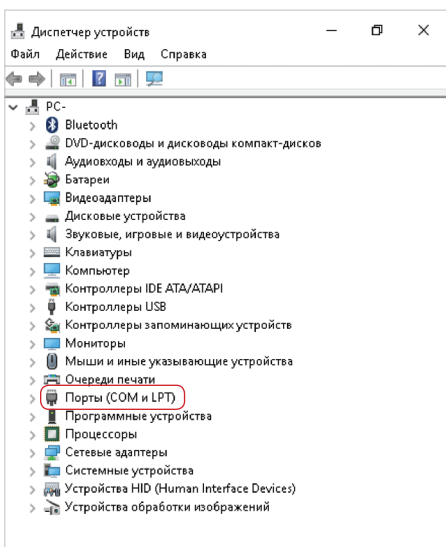 Диспетчер устройств
Файл Действие Вид Справка
PC-
Bluetooth
DVD-дисководы и дисководы компакт-дисков
Аудиовходы и аудиовыходы
Батареи
Видеоадаптеры
Дисковые устройства
Звуковые, игровые и видеоустройства
Клавиатуры
Компьютер
Контроллеры IDE ATA/ATAPI
Контроллеры USB
Контроллеры запоминающих устройств
Мониторы
Мыши и иные указывающие устройства
Очереди печати
Порты (COM и LPT)
Программные устройства
Процессоры
Сетевые адаптеры
Системные устройства
Устройства HID (Human Interface Devices)
Устройства обработки изображений